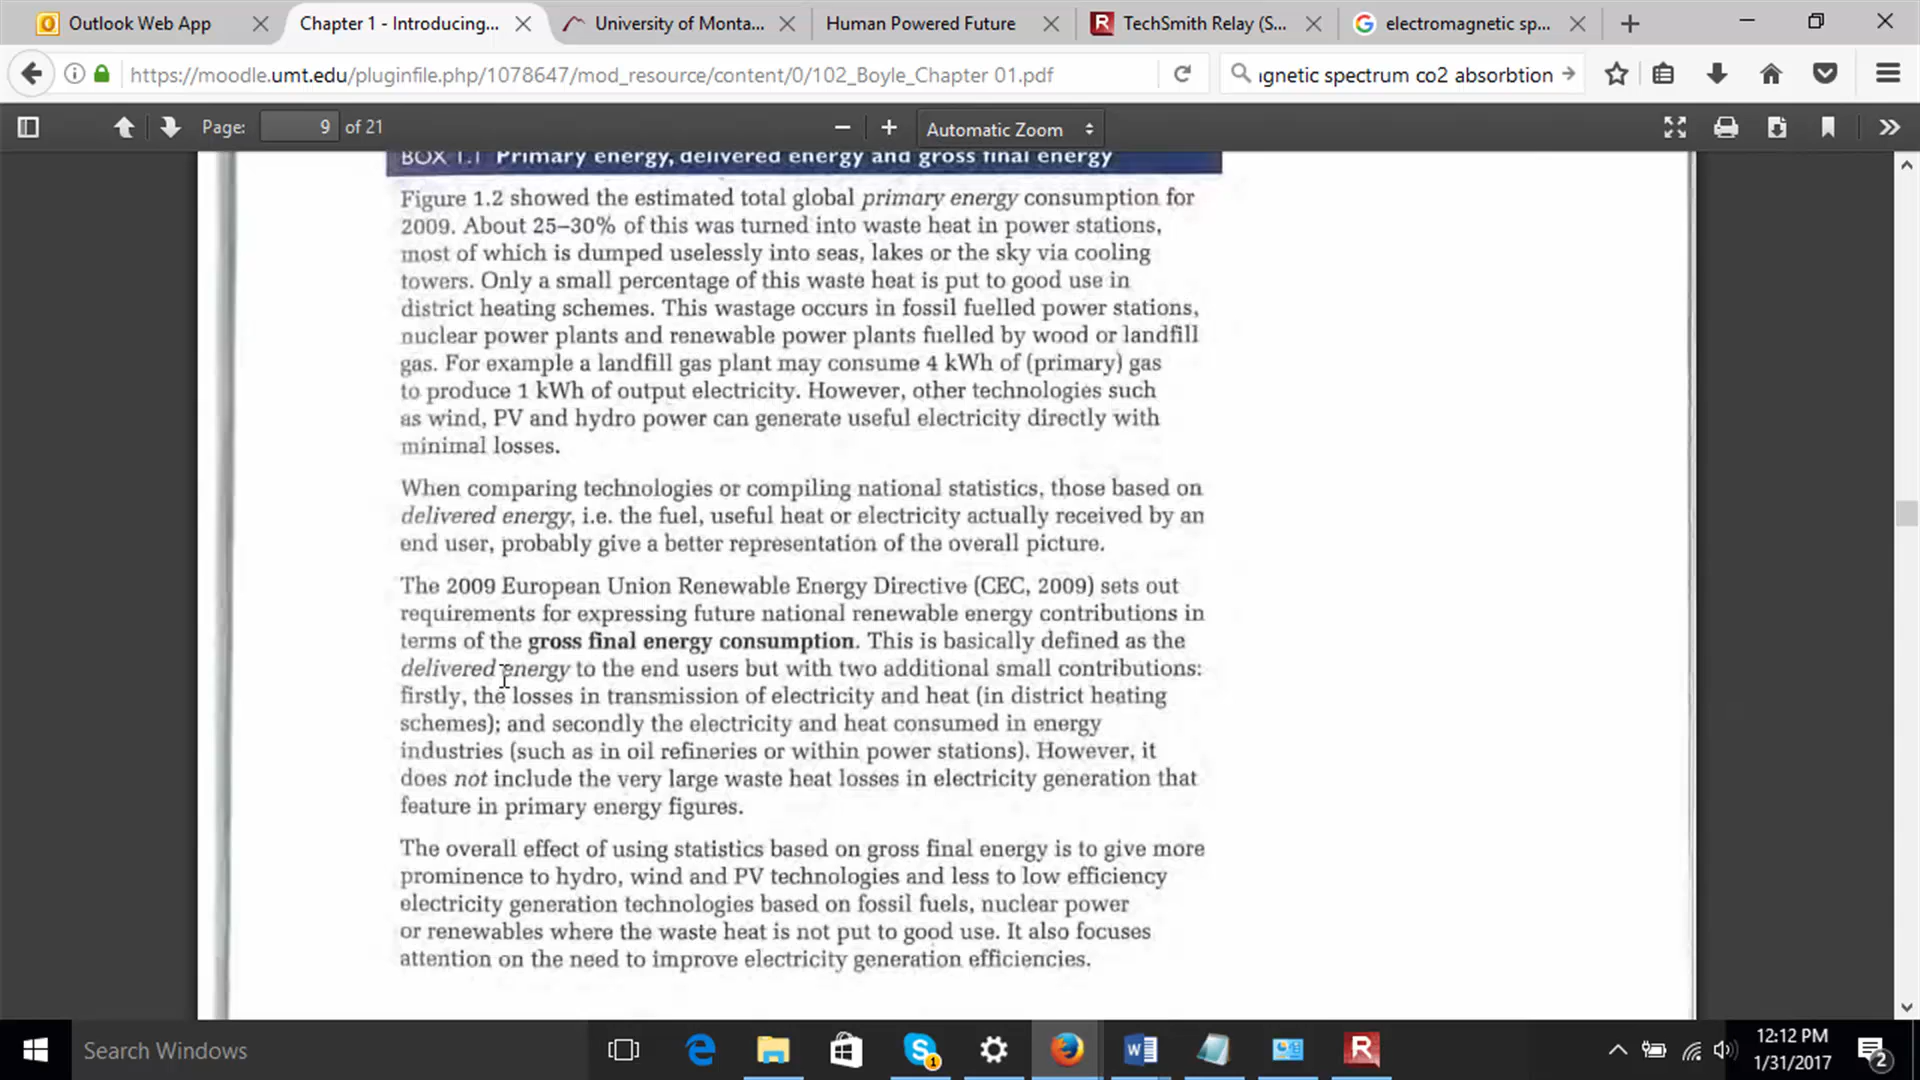 Outlook Web App
Chapter 1 - Introducing...
University of Monta...
Human Powered Future
TechSmith Relay (S...
electromagnetic sp...
https://moodle.umt.edu/pluginfile.php/1078647/mod_resource/content/0/102_Boyle_Chapter 01.pdf
gnetic spectrum co2 absorbtion
Page: 9 of 21
Automatic Zoom
BOX 1.1 Primary energy, delivered energy and gross final energy
Figure 1.2 showed the estimated total global primary energy consumption for
2009. About 25–30% of this was turned into waste heat in power stations,
most of which is dumped uselessly into seas, lakes or the sky via cooling
towers. Only a small percentage of this waste heat is put to good use in
district heating schemes. This wastage occurs in fossil fuelled power stations,
nuclear power plants and renewable power plants fuelled by wood or landfill
gas. For example a landfill gas plant may consume 4 kWh of (primary) gas
to produce 1 kWh of output electricity. However, other technologies such
as wind, PV and hydro power can generate useful electricity directly with
minimal losses.
When comparing technologies or compiling national statistics, those based on
delivered energy, i.e. the fuel, useful heat or electricity actually received by an
end user, probably give a better representation of the overall picture.
The 2009 European Union Renewable Energy Directive (CEC, 2009) sets out
requirements for expressing future national renewable energy contributions in
terms of the gross final energy consumption. This is basically defined as the
delivered energy to the end users but with two additional small contributions:
firstly, the losses in transmission of electricity and heat (in district heating
schemes); and secondly the electricity and heat consumed in energy
industries (such as in oil refineries or within power stations). However, it
does not include the very large waste heat losses in electricity generation that
feature in primary energy figures.
The overall effect of using statistics based on gross final energy is to give more
prominence to hydro, wind and PV technologies and less to low efficiency
electricity generation technologies based on fossil fuels, nuclear power
or renewables where the waste heat is not put to good use. It also focuses
attention on the need to improve electricity generation efficiencies.
Search Windows
1
12:12 PM
1/31/2017
2